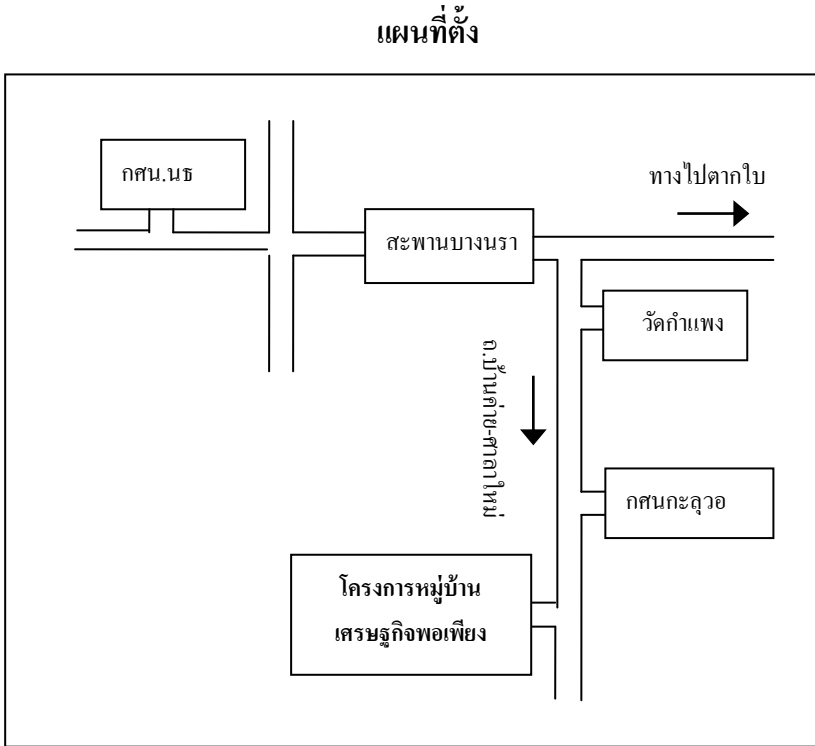 แผนที่ตั้ง
กศน.นธ
ทางไปตากใบ
สะพานบางนรา
วัดกำแพง
ถ.บ้านค่าย-ศาลาใหม่
กศนกะลุวอ
โครงการหมู่บ้าน
เศรษฐกิจพอเพียง